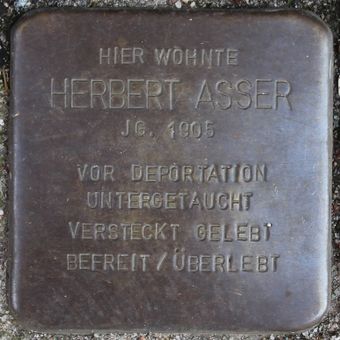 HIER WOHNTE
HERBERT ASSER
JG. 1905
VOR DEPORTATION
UNTERGETAUCHT
VERSTECKT GELEBT
BEFREIT / ÜBERLEBT